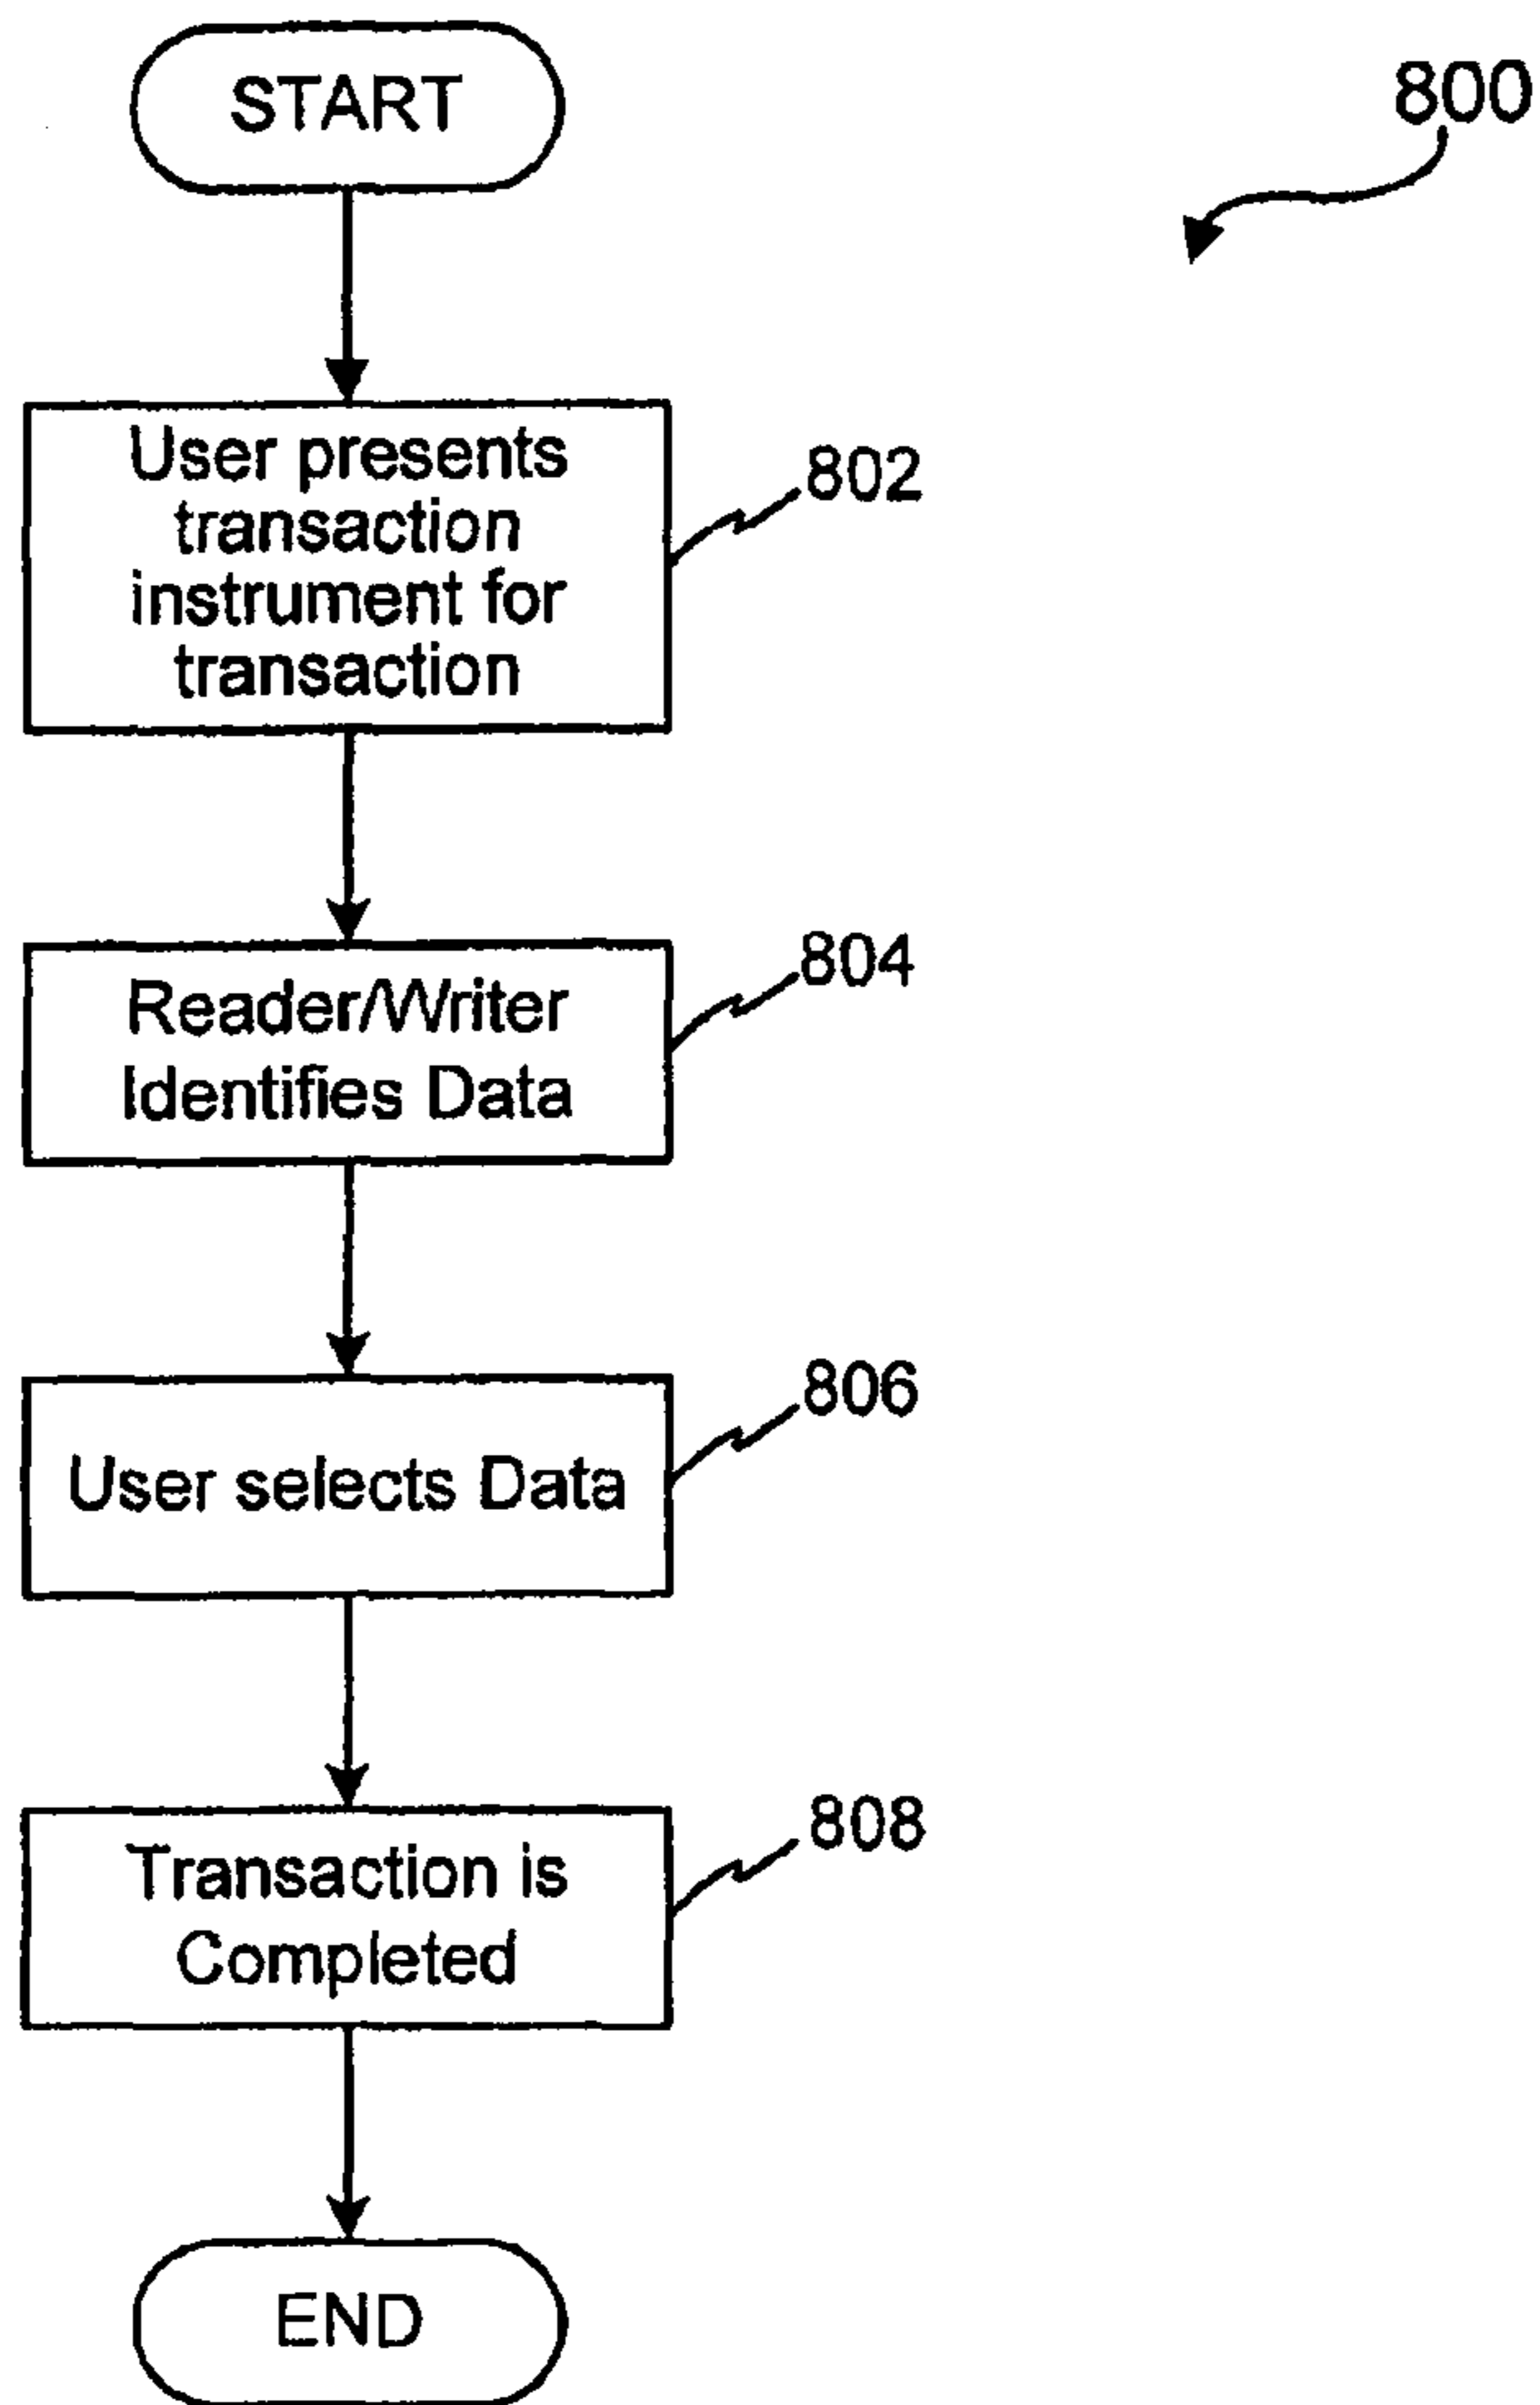 START
800
User presents
transaction
instrument for
transaction
802
Reader/Writer
Identifies Data
804
User selects Data
806
Transaction is
Completed
808
END